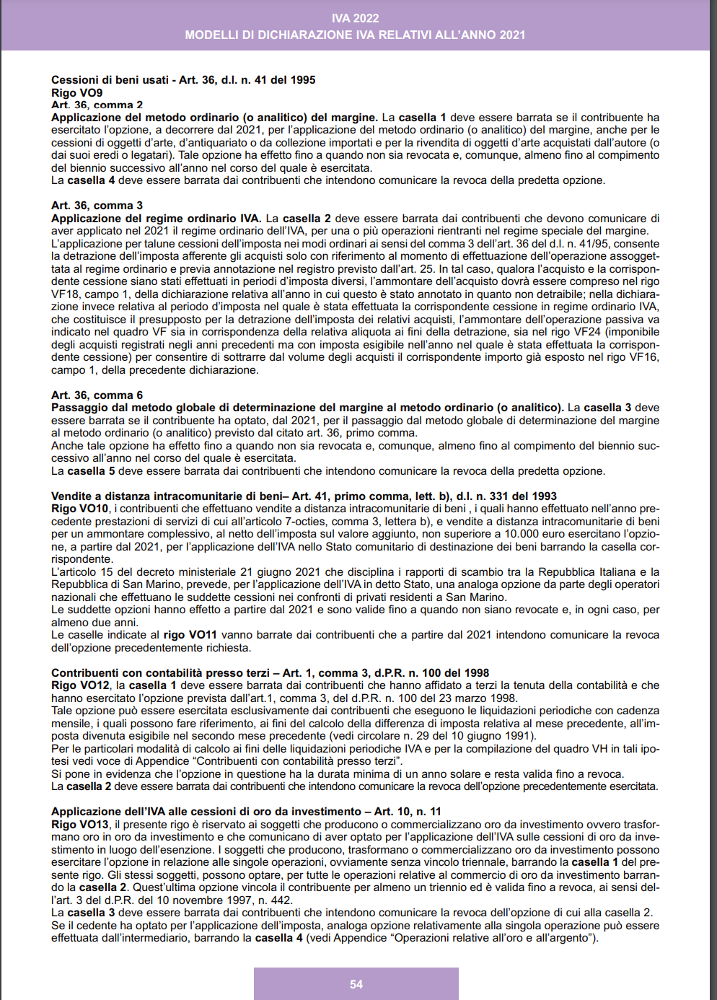 IVA 2022
MODELLI DI DICHIARAZIONE IVA RELATIVI ALL’ANNO 2021
Cessioni di beni usati - Art. 36, d.l. n. 41 del 1995
Rigo VO9
Art. 36, comma 2
Applicazione del metodo ordinario (o analitico) del margine. La casella 1 deve essere barrata se il contribuente ha
esercitato l’opzione, a decorrere dal 2021, per l’applicazione del metodo ordinario (o analitico) del margine, anche per le
cessioni di oggetti d’arte, d’antiquariato o da collezione importati e per la rivendita di oggetti d’arte acquistati dall’autore (o
dai suoi eredi o legatari). Tale opzione ha effetto fino a quando non sia revocata e, comunque, almeno fino al compimento
del biennio successivo all’anno nel corso del quale è esercitata.
La casella 4 deve essere barrata dai contribuenti che intendono comunicare la revoca della predetta opzione.
Art. 36, comma 3
Applicazione del regime ordinario IVA. La casella 2 deve essere barrata dai contribuenti che devono comunicare di
aver applicato nel 2021 il regime ordinario dell’IVA, per una o più operazioni rientranti nel regime speciale del margine.
L’applicazione per talune cessioni dell’imposta nei modi ordinari ai sensi del comma 3 dell’art. 36 del d.l. n. 41/95, consente
la detrazione dell’imposta afferente gli acquisti solo con riferimento al momento di effettuazione dell’operazione assogget-
tata al regime ordinario e previa annotazione nel registro previsto dall’art. 25. In tal caso, qualora l’acquisto e la corrispon-
dente cessione siano stati effettuati in periodi d’imposta diversi, l’ammontare dell’acquisto dovrà essere compreso nel rigo
VF18, campo 1, della dichiarazione relativa all’anno in cui questo è stato annotato in quanto non detraibile; nella dichiara-
zione invece relativa al periodo d’imposta nel quale è stata effettuata la corrispondente cessione in regime ordinario IVA,
che costituisce il presupposto per la detrazione dell’imposta dei relativi acquisti, l’ammontare dell’operazione passiva va
indicato nel quadro VF sia in corrispondenza della relativa aliquota ai fini della detrazione, sia nel rigo VF24 (imponibile
degli acquisti registrati negli anni precedenti ma con imposta esigibile nell’anno nel quale è stata effettuata la corrispon-
dente cessione) per consentire di sottrarre dal volume degli acquisti il corrispondente importo già esposto nel rigo VF16,
campo 1, della precedente dichiarazione.
Art. 36, comma 6
Passaggio dal metodo globale di determinazione del margine al metodo ordinario (o analitico). La casella 3 deve
essere barrata se il contribuente ha optato, dal 2021, per il passaggio dal metodo globale di determinazione del margine
al metodo ordinario (o analitico) previsto dal citato art. 36, primo comma.
Anche tale opzione ha effetto fino a quando non sia revocata e, comunque, almeno fino al compimento del biennio suc-
cessivo all’anno nel corso del quale è esercitata.
La casella 5 deve essere barrata dai contribuenti che intendono comunicare la revoca della predetta opzione.
Vendite a distanza intracomunitarie di beni– Art. 41, primo comma, lett. b), d.l. n. 331 del 1993
Rigo VO10, i contribuenti che effettuano vendite a distanza intracomunitarie di beni , i quali hanno effettuato nell’anno pre-
cedente prestazioni di servizi di cui all’articolo 7-octies, comma 3, lettera b), e vendite a distanza intracomunitarie di beni
per un ammontare complessivo, al netto dell’imposta sul valore aggiunto, non superiore a 10.000 euro esercitano l’opzio-
ne, a partire dal 2021, per l’applicazione dell’IVA nello Stato comunitario di destinazione dei beni barrando la casella cor-
rispondente.
L’articolo 15 del decreto ministeriale 21 giugno 2021 che disciplina i rapporti di scambio tra la Repubblica Italiana e la
Repubblica di San Marino, prevede, per l’applicazione dell’IVA in detto Stato, una analoga opzione da parte degli operatori
nazionali che effettuano le suddette cessioni nei confronti di privati residenti a San Marino.
Le suddette opzioni hanno effetto a partire dal 2021 e sono valide fino a quando non siano revocate e, in ogni caso, per
almeno due anni.
Le caselle indicate al rigo VO11 vanno barrate dai contribuenti che a partire dal 2021 intendono comunicare la revoca
dell’opzione precedentemente richiesta.
Contribuenti con contabilità presso terzi – Art. 1, comma 3, d.P.R. n. 100 del 1998
Rigo VO12, la casella 1 deve essere barrata dai contribuenti che hanno affidato a terzi la tenuta della contabilità e che
hanno esercitato l’opzione prevista dall’art.1, comma 3, del d.P.R. n. 100 del 23 marzo 1998.
Tale opzione può essere esercitata esclusivamente dai contribuenti che eseguono le liquidazioni periodiche con cadenza
mensile, i quali possono fare riferimento, ai fini del calcolo della differenza di imposta relativa al mese precedente, all’im-
posta divenuta esigibile nel secondo mese precedente (vedi circolare n. 29 del 10 giugno 1991).
Per le particolari modalità di calcolo ai fini delle liquidazioni periodiche IVA e per la compilazione del quadro VH in tali ipo-
tesi vedi voce di Appendice “Contribuenti con contabilità presso terzi”.
Si pone in evidenza che l’opzione in questione ha la durata minima di un anno solare e resta valida fino a revoca.
La casella 2 deve essere barrata dai contribuenti che intendono comunicare la revoca dell’opzione precedentemente esercitata.
Applicazione dell’IVA alle cessioni di oro da investimento – Art. 10, n. 11
Rigo VO13, il presente rigo è riservato ai soggetti che producono o commercializzano oro da investimento ovvero trasfor-
mano oro in oro da investimento e che comunicano di aver optato per l’applicazione dell’IVA sulle cessioni di oro da inve-
stimento in luogo dell’esenzione. I soggetti che producono, trasformano o commercializzano oro da investimento possono
esercitare l’opzione in relazione alle singole operazioni, ovviamente senza vincolo triennale, barrando la casella 1 del pre-
sente rigo. Gli stessi soggetti, possono optare, per tutte le operazioni relative al commercio di oro da investimento barran-
do la casella 2. Quest’ultima opzione vincola il contribuente per almeno un triennio ed è valida fino a revoca, ai sensi del-
l’art. 3 del d.P.R. del 10 novembre 1997, n. 442.
La casella 3 deve essere barrata dai contribuenti che intendono comunicare la revoca dell’opzione di cui alla casella 2.
Se il cedente ha optato per l’applicazione dell’imposta, analoga opzione relativamente alla singola operazione può essere
effettuata dall’intermediario, barrando la casella 4 (vedi Appendice “Operazioni relative all’oro e all’argento”).
54